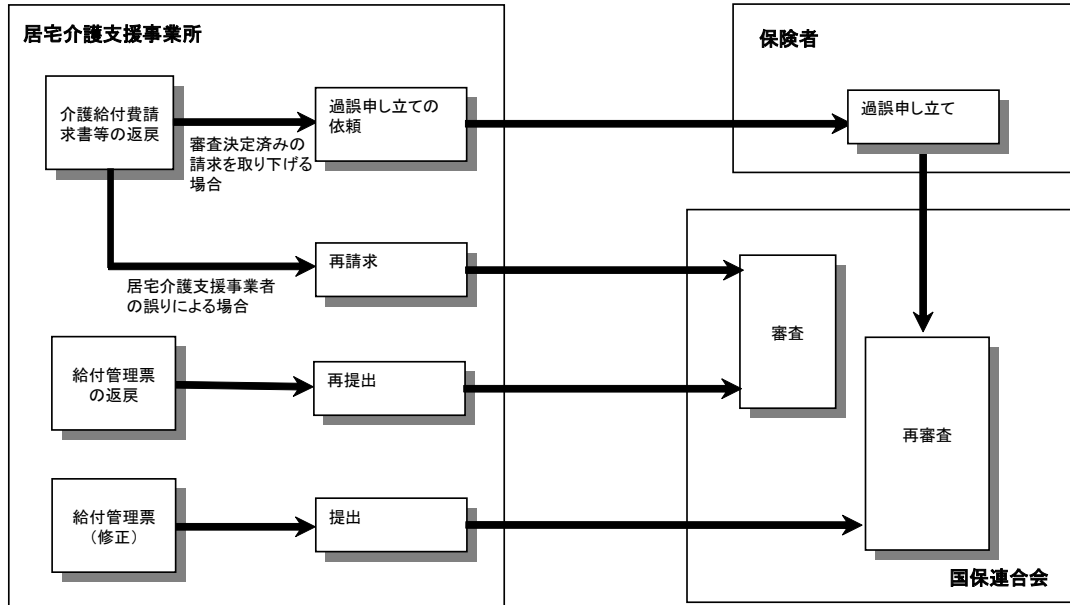 居宅介護支援事業所
保険者
介護給付費請
求書等の返戻
過誤申し立ての
依頼
過誤申し立て
審査決定済みの
請求を取り下げる
場合
再請求
居宅介護支援事業者
の誤りによる場合
審査
給付管理票
の返戻
再提出
再審査
給付管理票
（修正）
提出
国保連合会